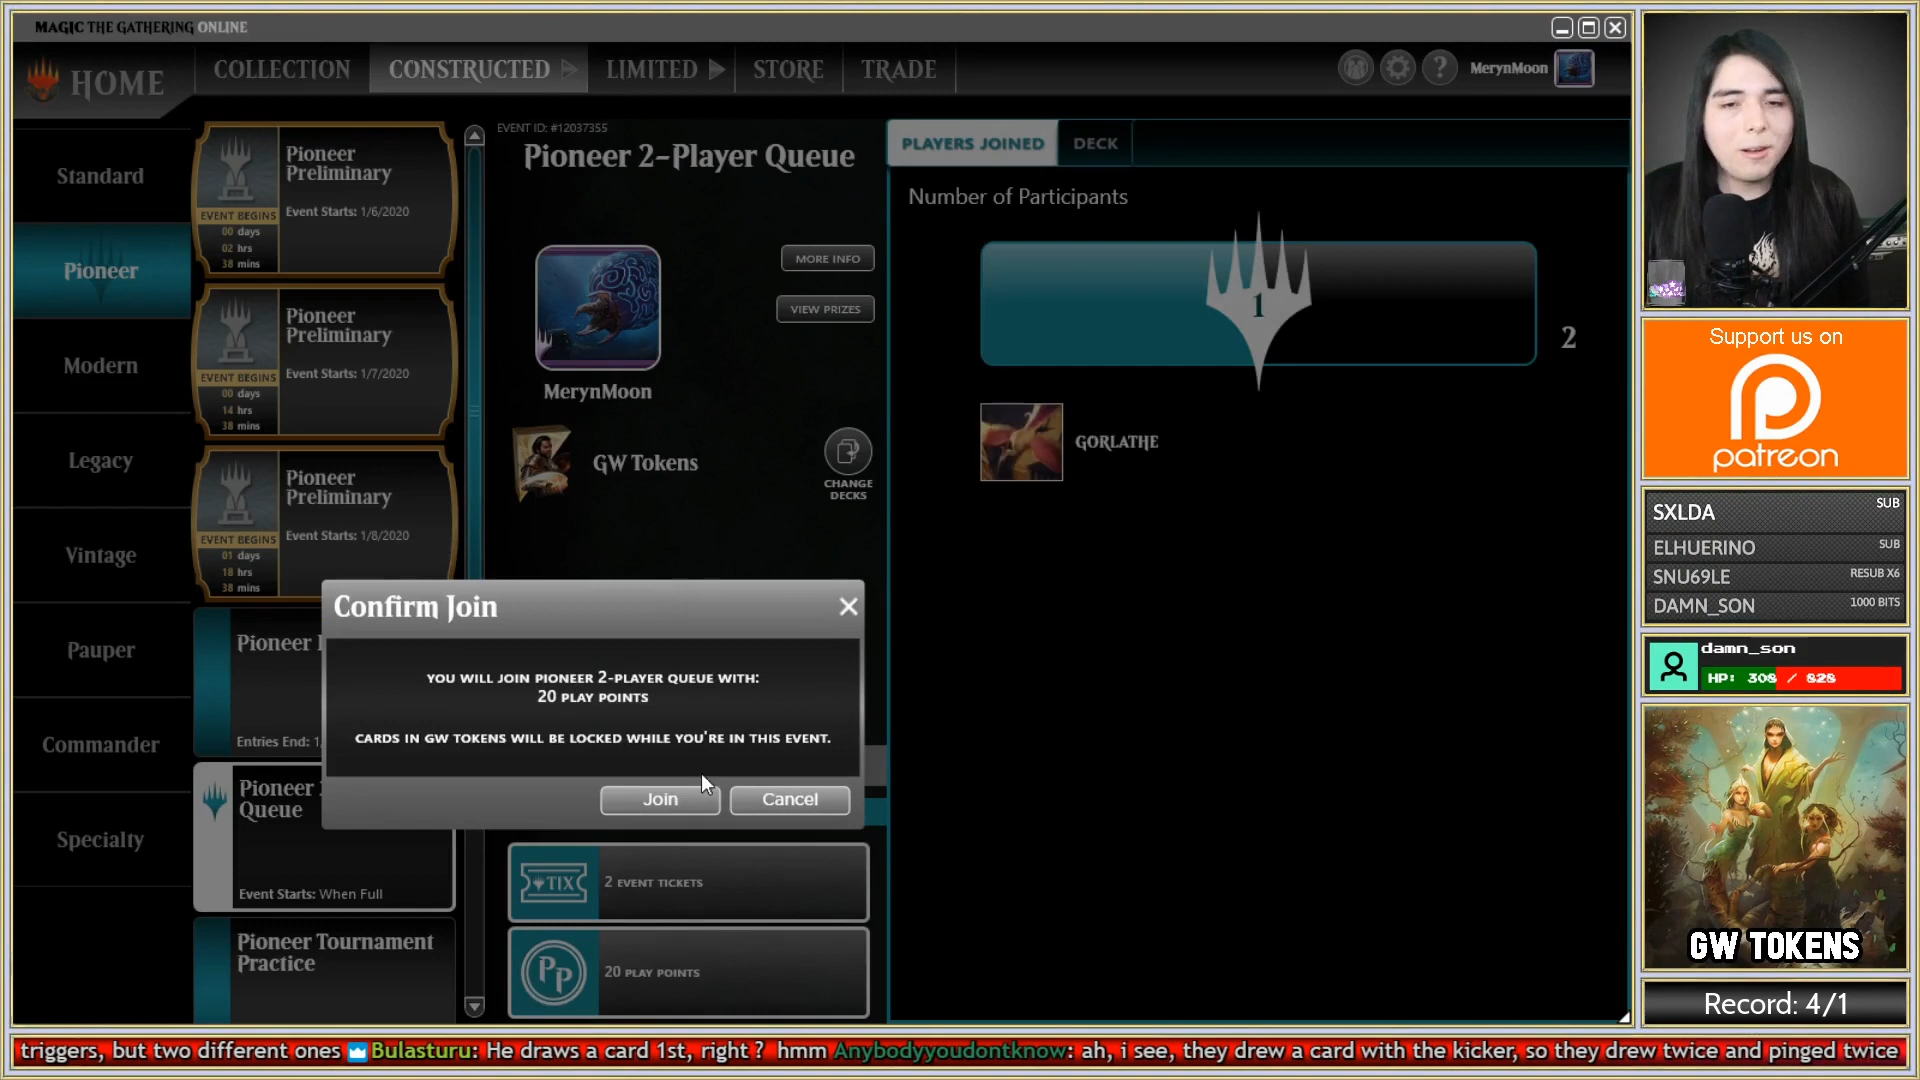 MAGIC THE GATHERING ONLINE
HOME
COLLECTION
CONSTRUCTED
LIMITED
STORE
TRADE
?
MerynMoon
Standard
Pioneer
Modern
Legacy
Vintage
Pauper
Commander
Specialty
Pioneer
Preliminary
Event Starts: 1/6/2020
EVENT BEGINS
00 days
02 hrs
38 mins
Pioneer
Preliminary
Event Starts: 1/7/2020
EVENT BEGINS
00 days
14 hrs
38 mins
Pioneer
Preliminary
Event Starts: 1/8/2020
EVENT BEGINS
01 days
18 hrs
38 mins
Pioneer
Entries End: 1
Pioneer
Queue
Event Starts: When Full
Pioneer Tournament
Practice
EVENT ID: #12037355
Pioneer 2-Player Queue
MORE INFO
VIEW PRIZES
MerynMoon
GW Tokens
CHANGE
DECKS
Confirm Join
YOU WILL JOIN PIONEER 2-PLAYER QUEUE WITH:
20 PLAY POINTS
CARDS IN GW TOKENS WILL BE LOCKED WHILE YOU'RE IN THIS EVENT.
Join
Cancel
TIX
2 EVENT TICKETS
PP
20 PLAY POINTS
PLAYERS JOINED
DECK
Number of Participants
1
2
GORLATHE
Support us on
patreon
SXLDA SUB
ELHUERINO SUB
SNU69LE RESUB X6
DAMN_SON 1000 BITS
damn_son
HP: 308 / 828
GW TOKENS
Record: 4/1
triggers, but two different ones Bulasturu: He draws a card 1st, right ? hmm Anybodyyoudontknow: ah, i see, they drew a card with the kicker, so they drew twice and pinged twice